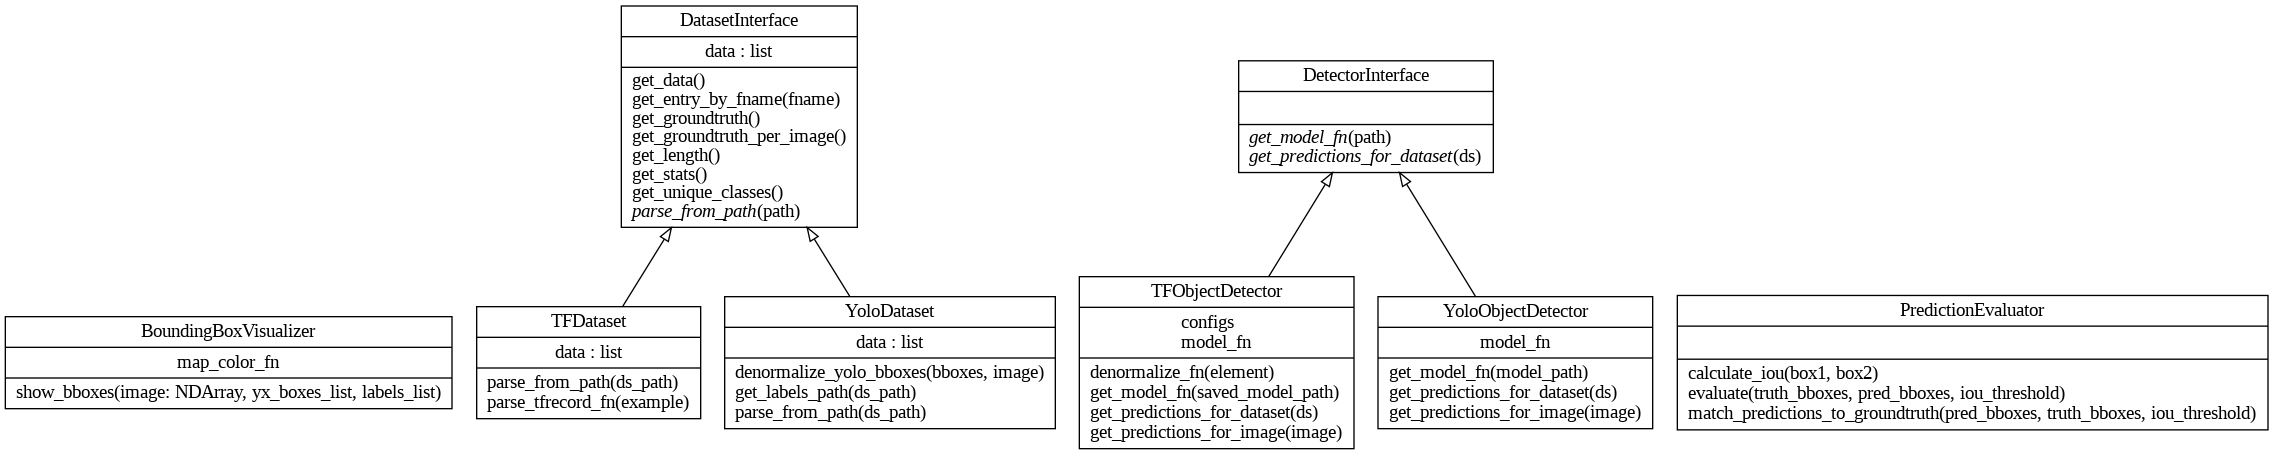 DatasetInterface
data : list
get_data()
get_entry_by_fname(fname)
get_groundtruth()
get_groundtruth_per_image()
get_length()
get_stats()
get_unique_classes()
parse_from_path(path)
DetectorInterface
get_model_fn(path)
get_predictions_for_dataset(ds)
BoundingBoxVisualizer
map_color_fn
show_bboxes(image: NDArray, yx_boxes_list, labels_list)
TFDataset
data : list
parse_from_path(ds_path)
parse_tfrecord_fn(example)
YoloDataset
data : list
denormalize_yolo_bboxes(bboxes, image)
get_labels_path(ds_path)
parse_from_path(ds_path)
TFObjectDetector
configs
model_fn
denormalize_fn(element)
get_model_fn(saved_model_path)
get_predictions_for_dataset(ds)
get_predictions_for_image(image)
YoloObjectDetector
model_fn
get_model_fn(model_path)
get_predictions_for_dataset(ds)
get_predictions_for_image(image)
PredictionEvaluator
calculate_iou(box1, box2)
evaluate(truth_bboxes, pred_bboxes, iou_threshold)
match_predictions_to_groundtruth(pred_bboxes, truth_bboxes, iou_threshold)